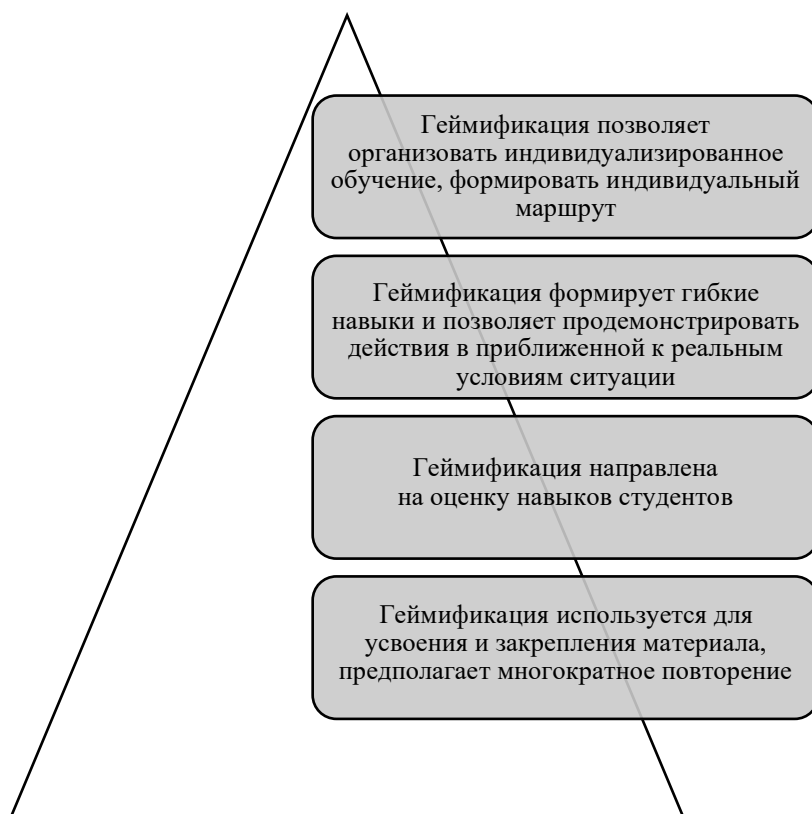 Геймификация позволяет
организовать индивидуализированное
обучение, формировать индивидуальный
маршрут
Геймификация формирует гибкие
навыки и позволяет продемонстрировать
действия в приближенной к реальным
условиям ситуации
Геймификация направлена
на оценку навыков студентов
Геймификация используется для
усвоения и закрепления материала,
предполагает многократное повторение